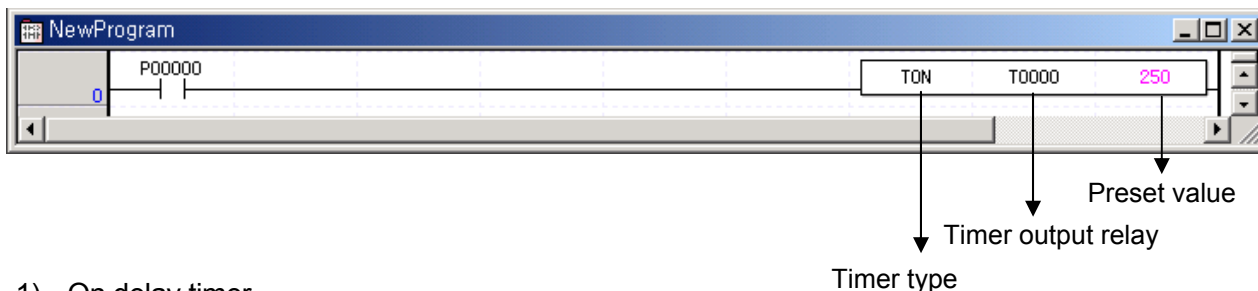 NewProgram
P00000
TON T0000 250
0
Preset value
Timer output relay
Timer type
1) On delay timer